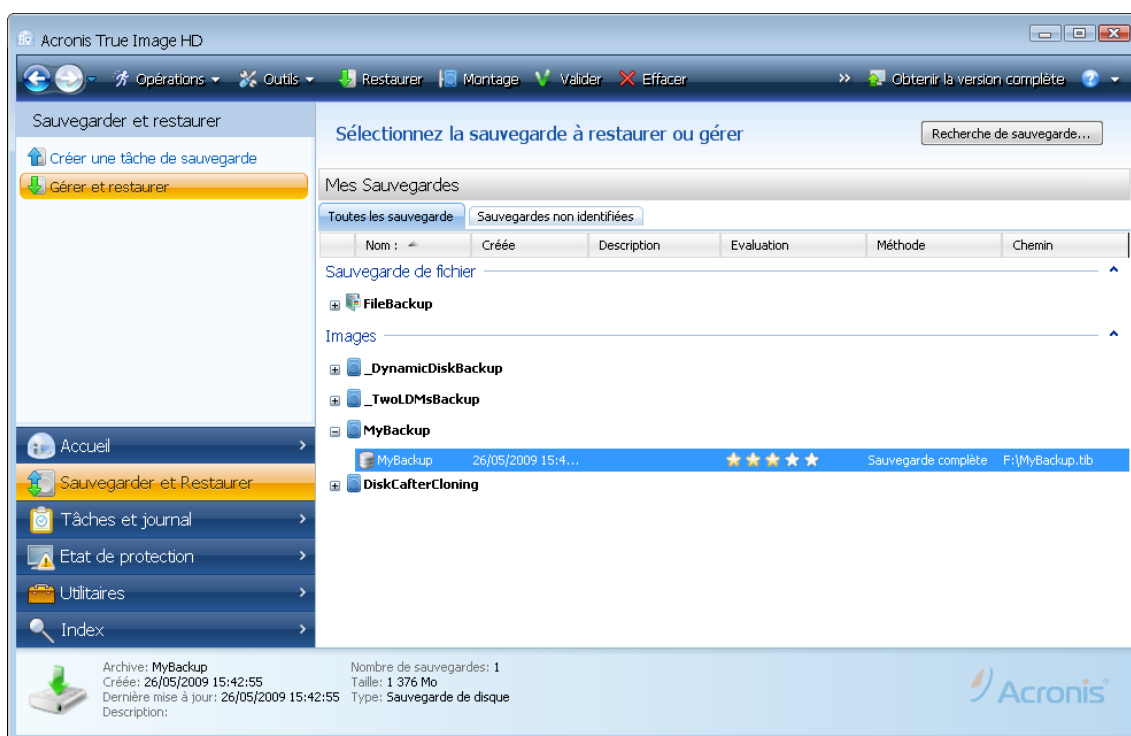 Acronis True Image HD
Opérations Outils Restaurer Montage Valider Effacer >> Obtenir la version complète
Sauvegarder et restaurer
Créer une tâche de sauvegarde
Gérer et restaurer
Sélectionnez la sauvegarde à restaurer ou gérer
Recherche de sauvegarde...
Mes Sauvegardes
Toutes les sauvegarde Sauvegardes non identifiées
Nom : Créée Description Evaluation Méthode Chemin
Sauvegarde de fichier
FileBackup
Images
_DynamicDiskBackup
_TwoLDMsBackup
MyBackup
MyBackup 26/05/2009 15:4... Sauvegarde complète F:\MyBackup.tib
DiskCafterCloning
Accueil
Sauvegarder et Restaurer
Tâches et journal
Etat de protection
Utilitaires
Index
Archive: MyBackup
Créée: 26/05/2009 15:42:55
Dernière mise à jour: 26/05/2009 15:42:55
Description:
Nombre de sauvegardes: 1
Taille: 1 376 Mo
Type: Sauvegarde de disque
Acronis